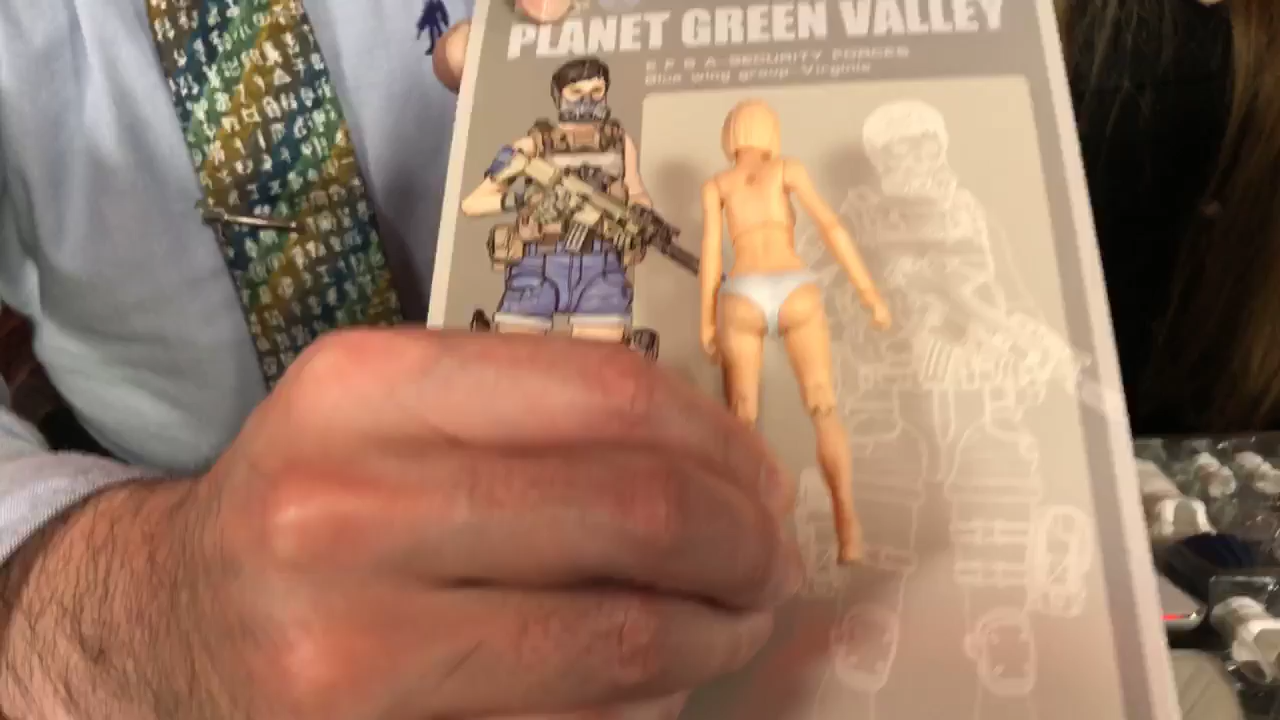 PLANET GREEN VALLEY
E F S A SECURITY FORCES
Blue wing group Virginia